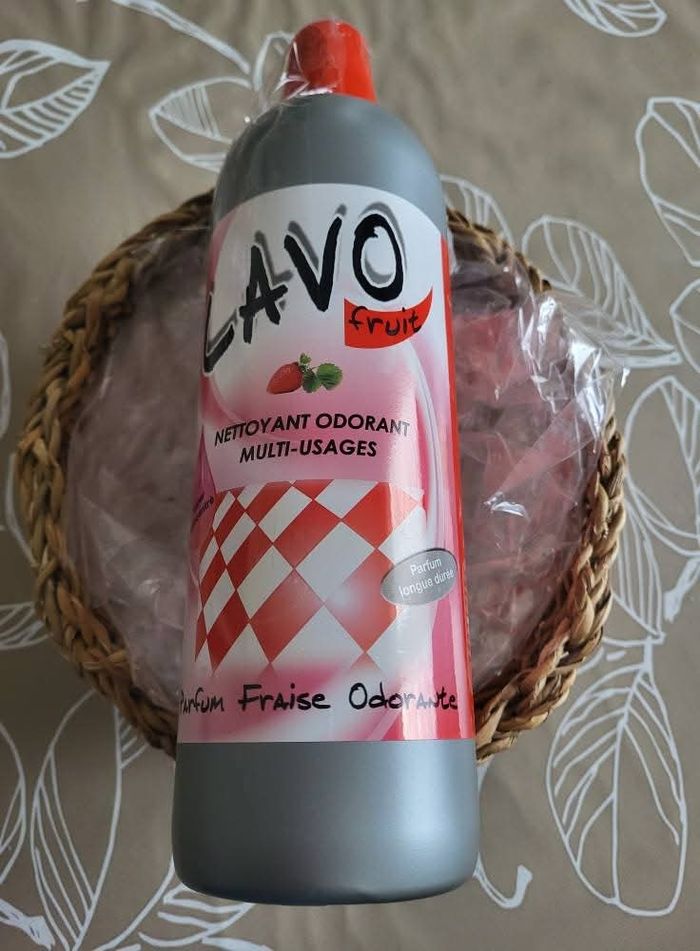 LAVO
fruit
NETTOYANT ODORANT
MULTI-USAGES
Parfum
longue durée
Parfum Fraise Odorante